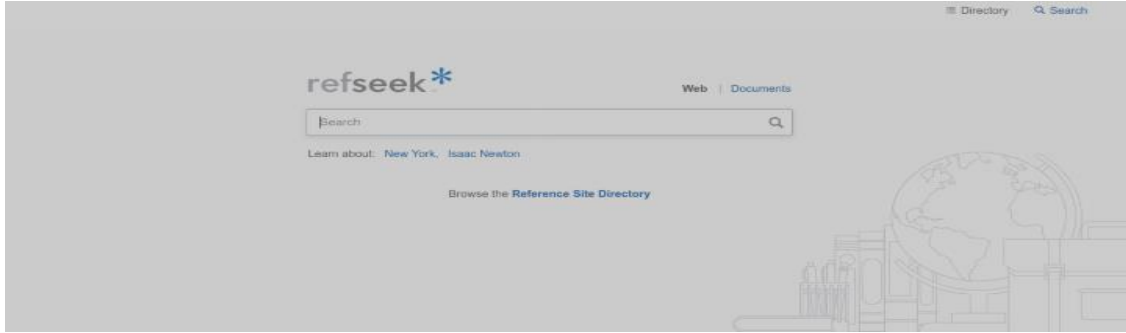 Directory Search
refseek*
Web | Documents
Search
Learn about: New York, Isaac Newton
Browse the Reference Site Directory